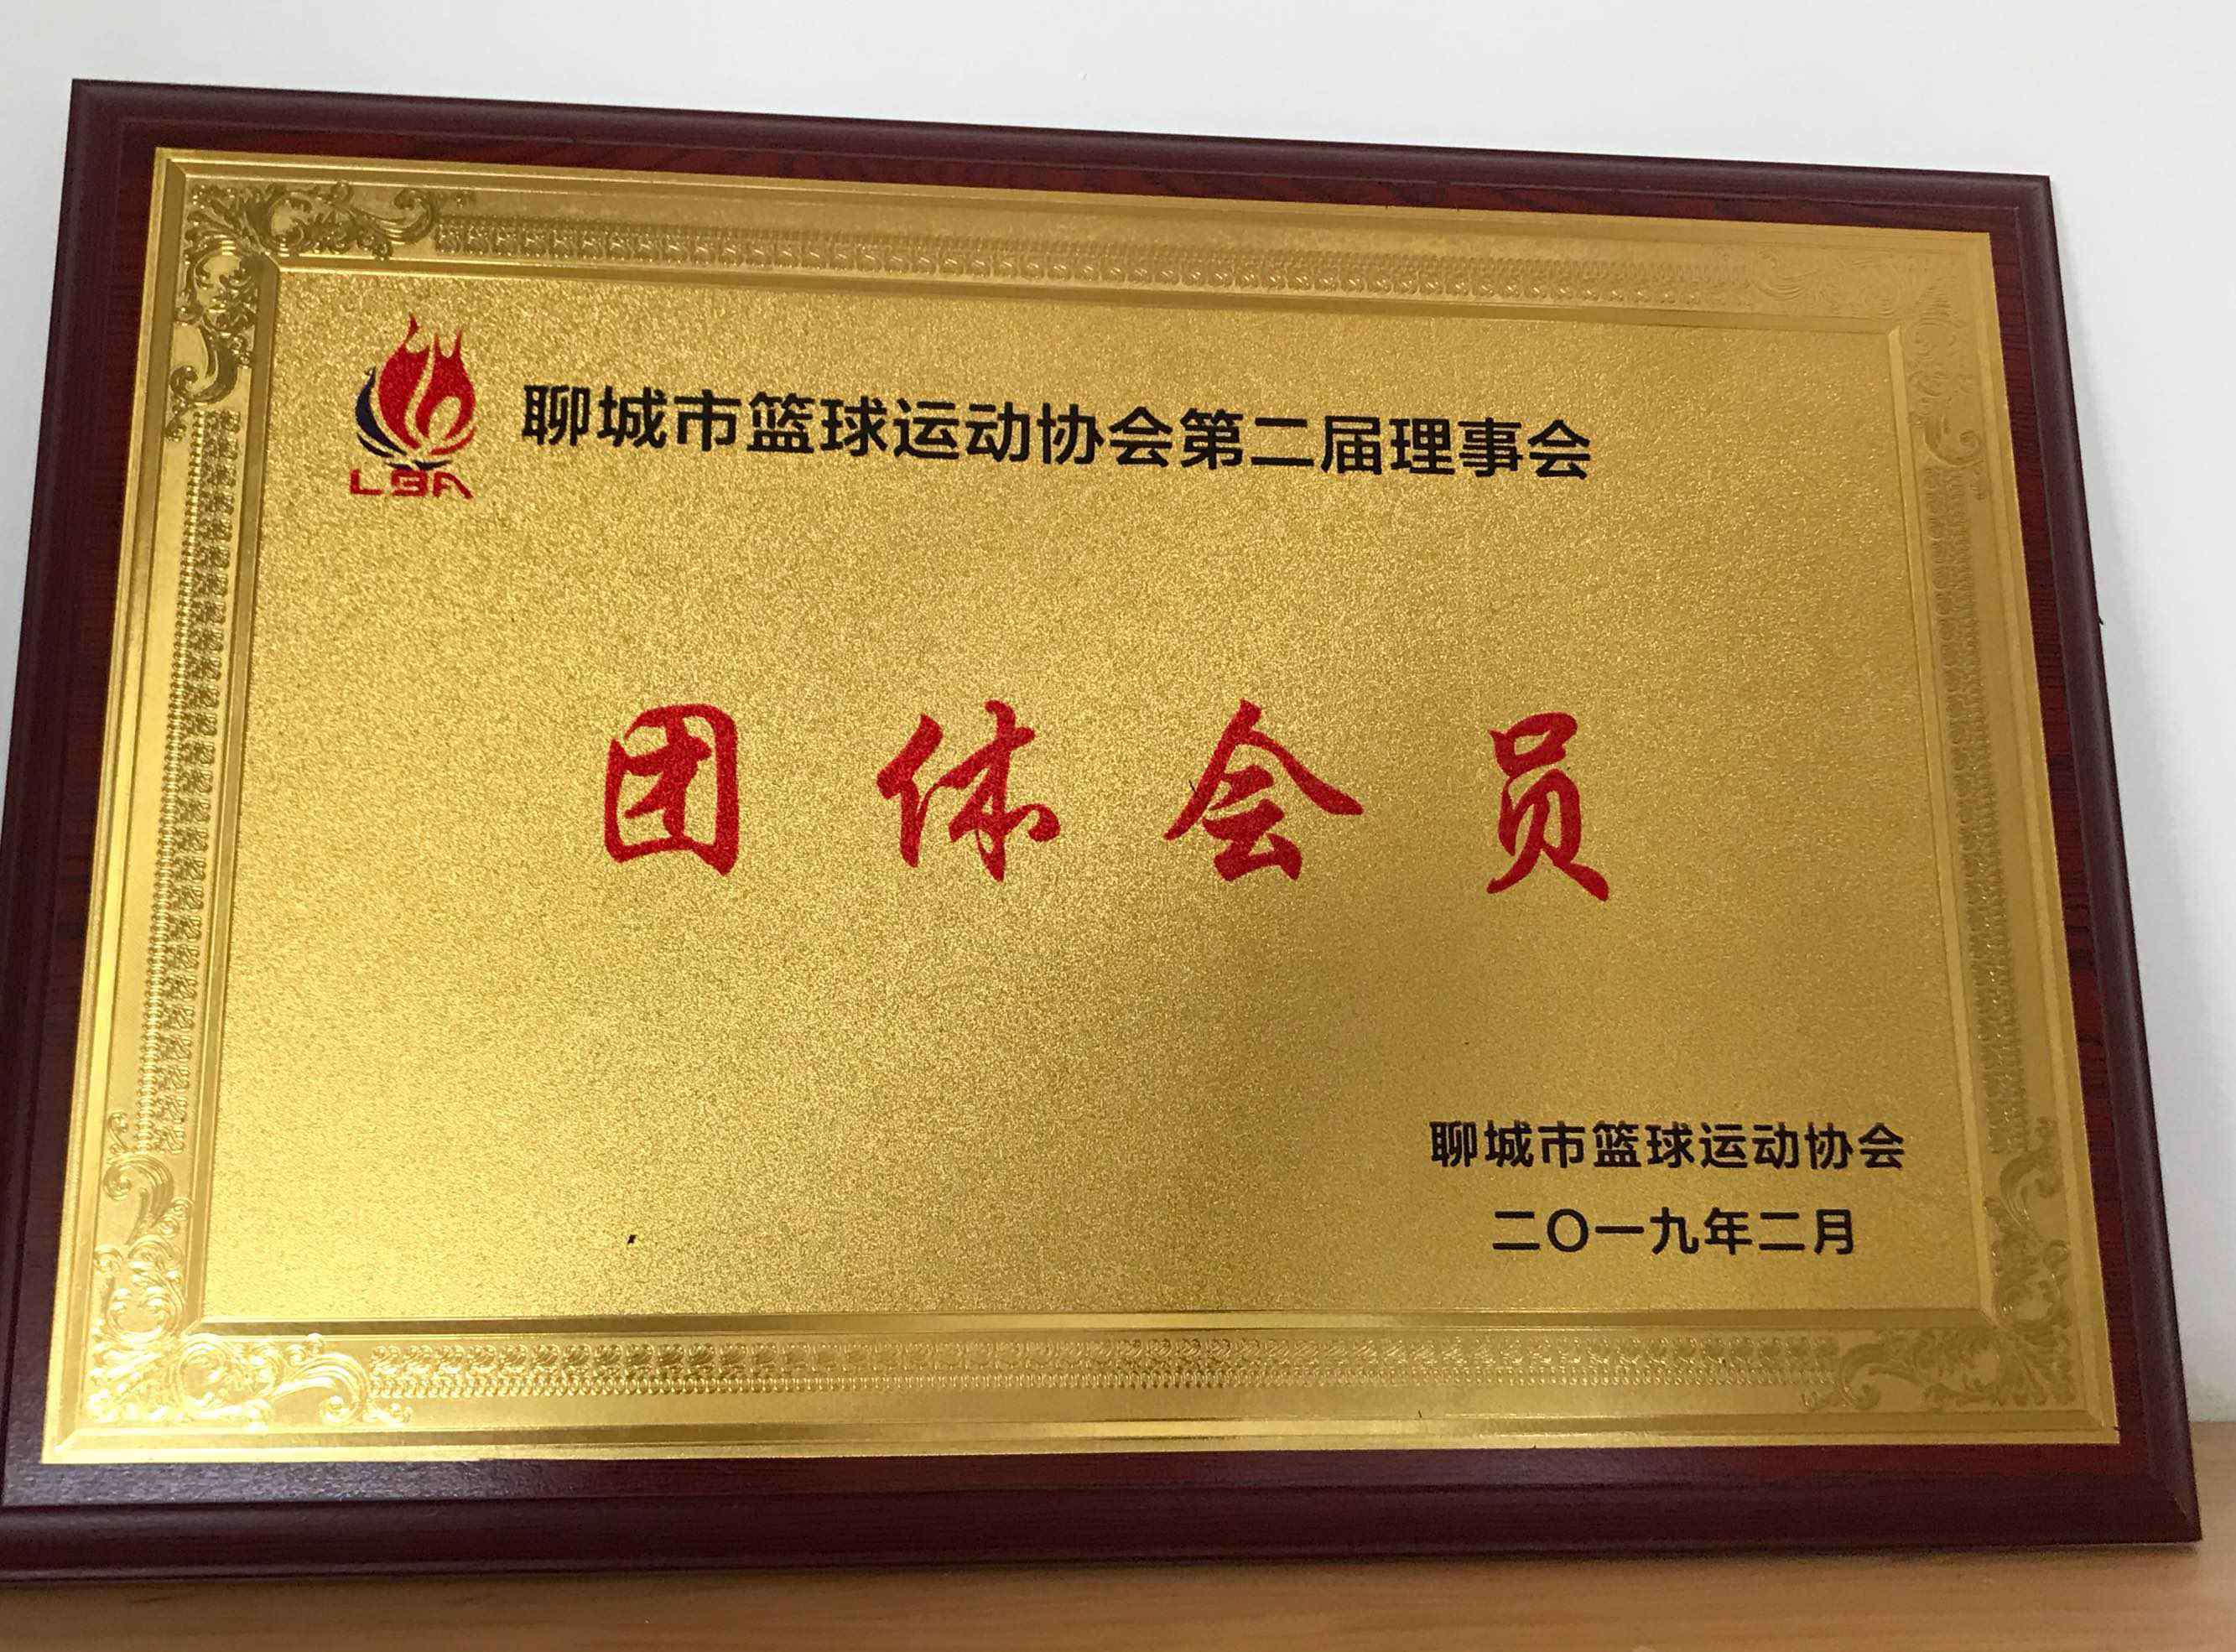 LBA
聊城市篮球运动协会第二届理事会
团体会员
聊城市篮球运动协会
二〇一九年二月